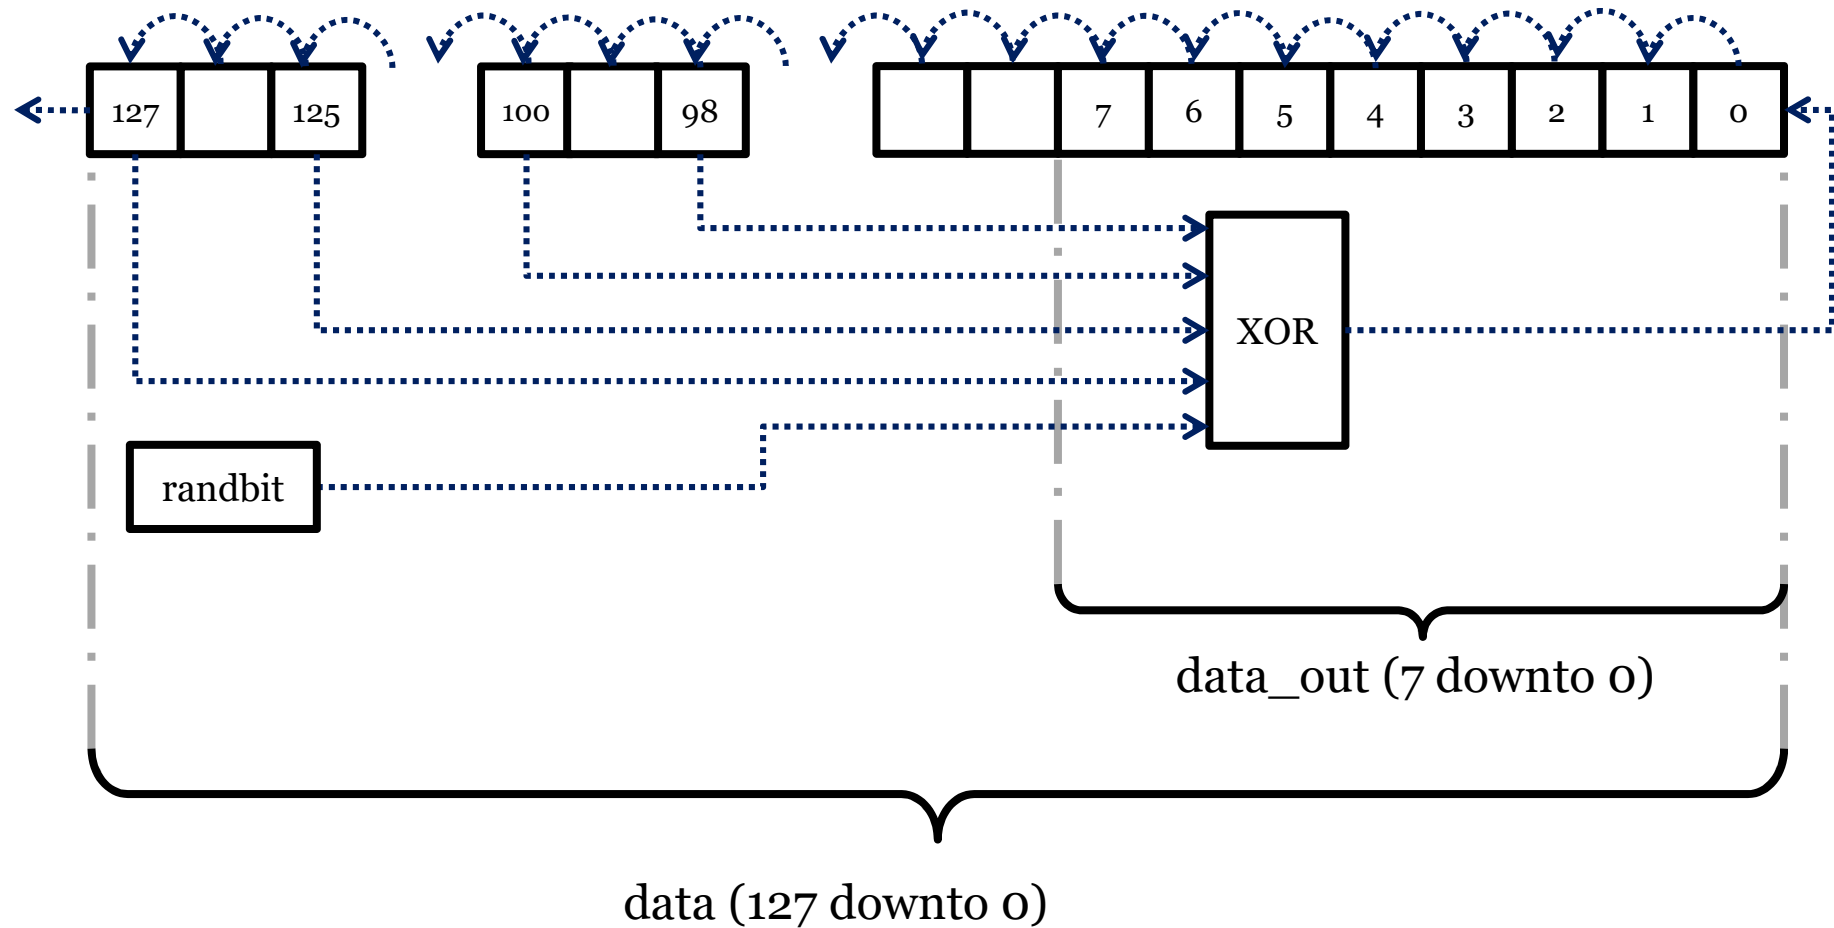 127 125 100 98 7 6 5 4 3 2 1 0
XOR
randbit
data_out (7 downto 0)
data (127 downto 0)